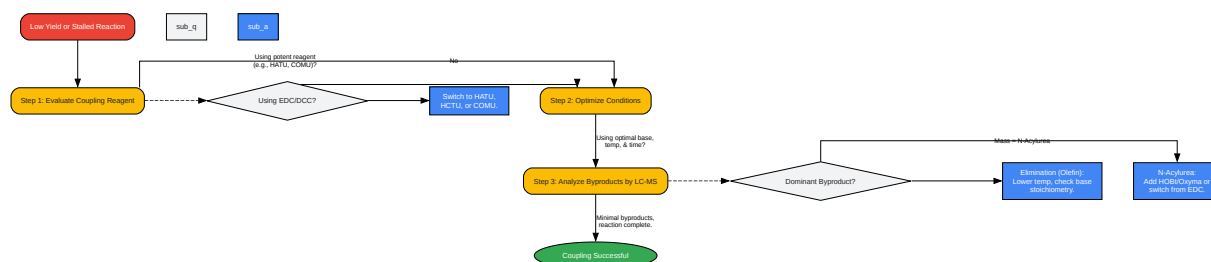 Low Yield or Stalled Reaction
sub_q
sub_a
Using potent reagent
(e.g., HATU, COMU)?
No
Step 1: Evaluate Coupling Reagent
Using EDC/DCC?
Switch to HATU,
HCTU, or COMU.
Step 2: Optimize Conditions
Using optimal base,
temp, & time?
Mass = N-Acylurea
Step 3: Analyze Byproducts by LC-MS
Dominant Byproduct?
Elimination (Olefin):
Lower temp, check base
stoichiometry.
N-Acylurea:
Add HOBt/Oxyma or
switch from EDC.
Minimal byproducts,
reaction complete.
Coupling Successful